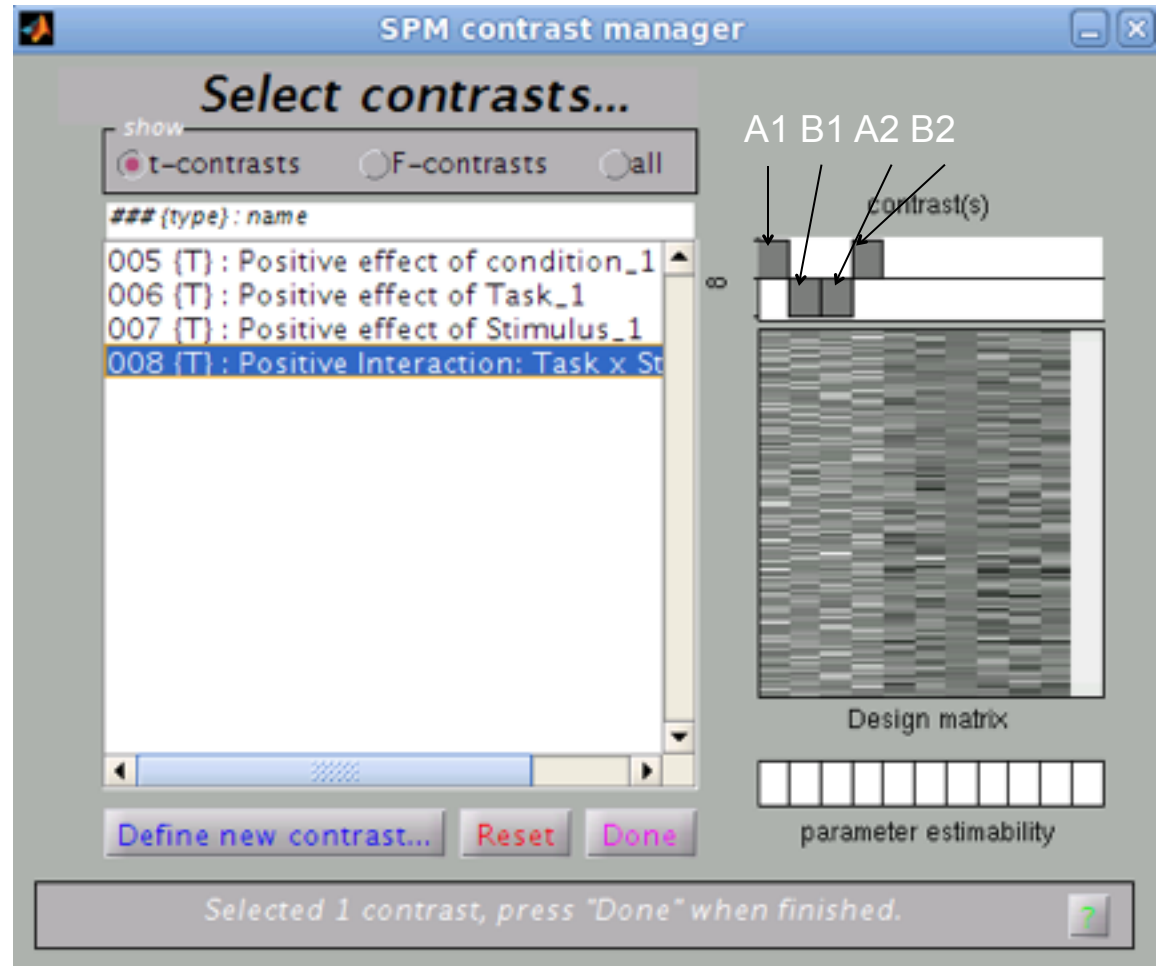 SPM contrast manager
Select contrasts...
show
t-contrasts F-contrasts all
### {type} : name
005 {T} : Positive effect of condition_1
006 {T} : Positive effect of Task_1
007 {T} : Positive effect of Stimulus_1
008 {T} : Positive Interaction: Task x St
A1 B1 A2 B2
contrast(s)
8
Design matrix
parameter estimability
Define new contrast... Reset Done
Selected 1 contrast, press "Done" when finished.
?